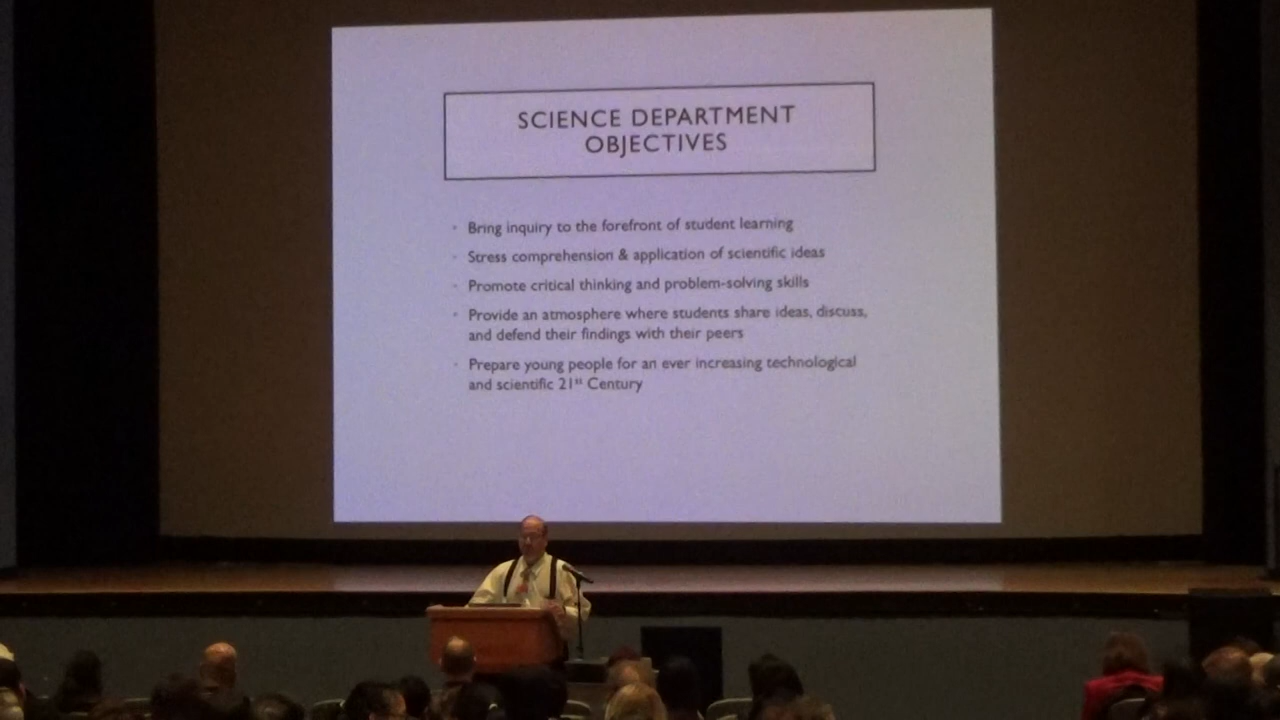 SCIENCE DEPARTMENT
OBJECTIVES
• Bring inquiry to the forefront of student learning
• Stress comprehension & application of scientific ideas
• Promote critical thinking and problem-solving skills
• Provide an atmosphere where students share ideas, discuss,
and defend their findings with their peers
• Prepare young people for an ever increasing technological
and scientific 21st Century